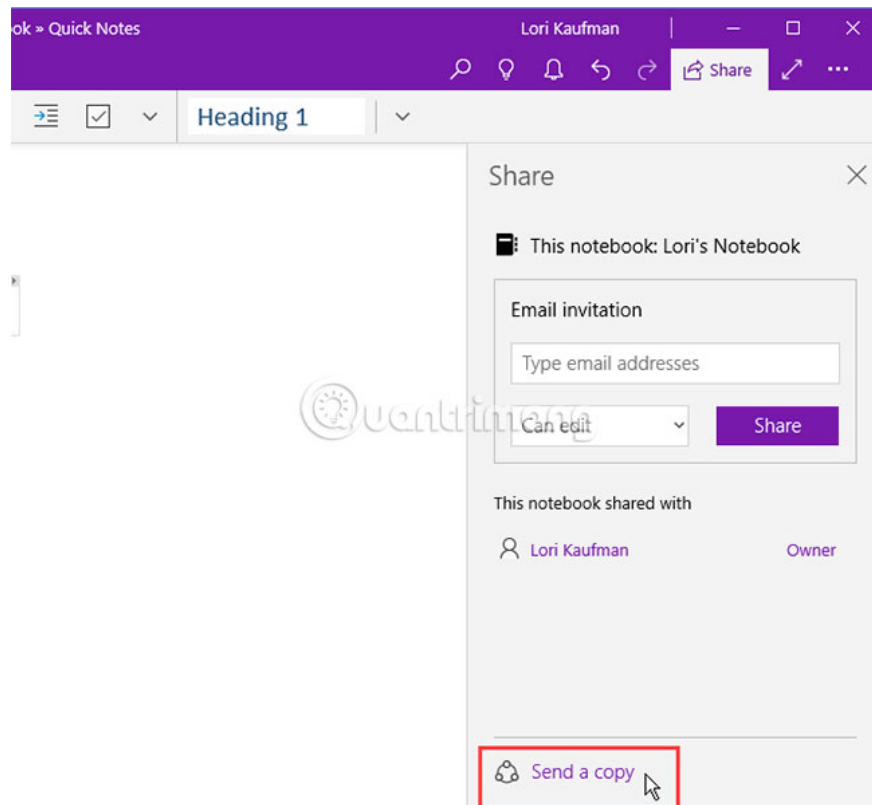 ok » Quick Notes
Lori Kaufman
Share
Heading 1
Share
This notebook: Lori's Notebook
Email invitation
Type email addresses
Quantrimang
Can edit
Share
This notebook shared with
Lori Kaufman
Owner
Send a copy